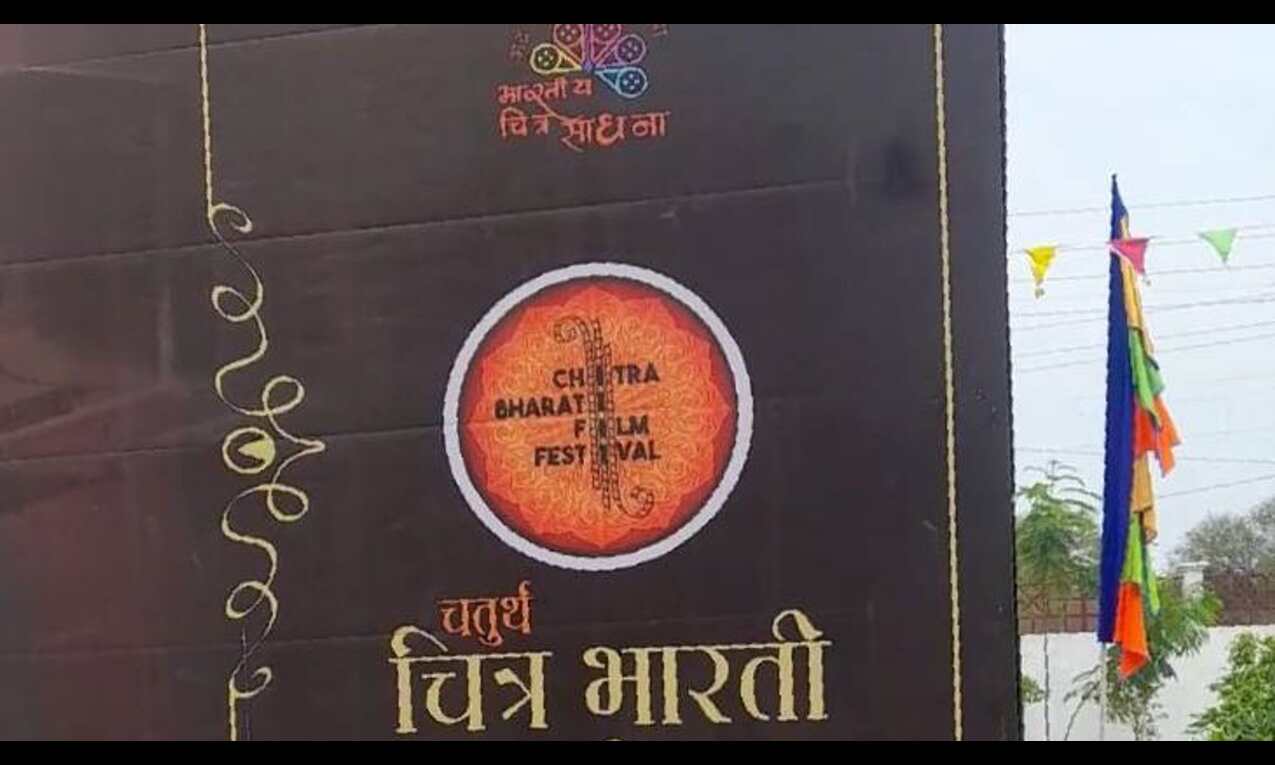 भारतीय
चित्र साधना
CHITRA
BHARATI
FILM
FESTIVAL
चतुर्थ
चित्र भारती